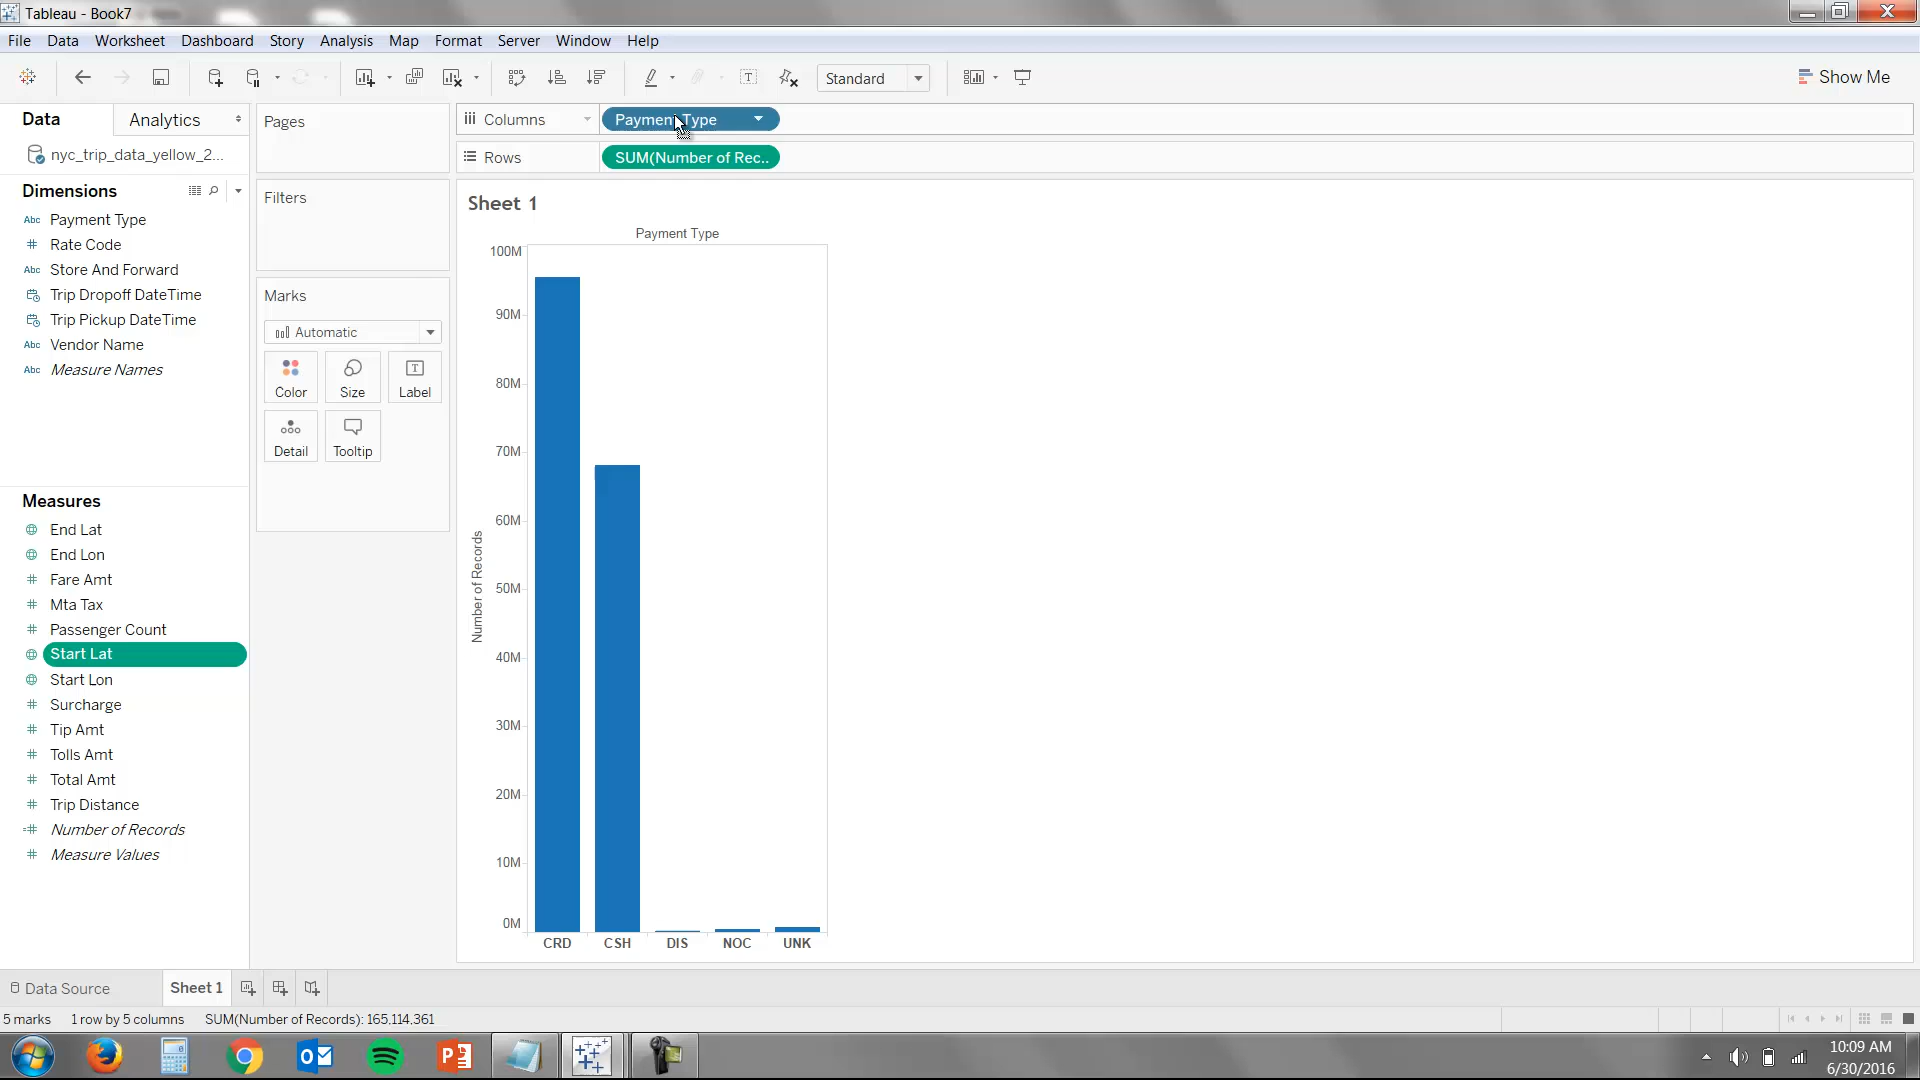 Tableau - Book7
File Data Worksheet Dashboard Story Analysis Map Format Server Window Help
Standard
Show Me
Data
Analytics
Pages
Columns
Payment Type
nyc_trip_data_yellow_2...
Rows
SUM(Number of Rec..
Dimensions
Filters
Sheet 1
Abc Payment Type
Rate Code
Abc Store And Forward
Trip Dropoff DateTime
Trip Pickup DateTime
Abc Vendor Name
Abc Measure Names
Marks
Automatic
Color Size Label
Detail Tooltip
Payment Type
100M
90M
80M
70M
60M
50M
40M
30M
20M
10M
0M
Number of Records
CRD CSH DIS NOC UNK
Measures
End Lat
End Lon
Fare Amt
Mta Tax
Passenger Count
Start Lat
Start Lon
Surcharge
Tip Amt
Tolls Amt
Total Amt
Trip Distance
Number of Records
Measure Values
Data Source
Sheet 1
5 marks 1 row by 5 columns SUM(Number of Records): 165,114,361
10:09 AM
6/30/2016